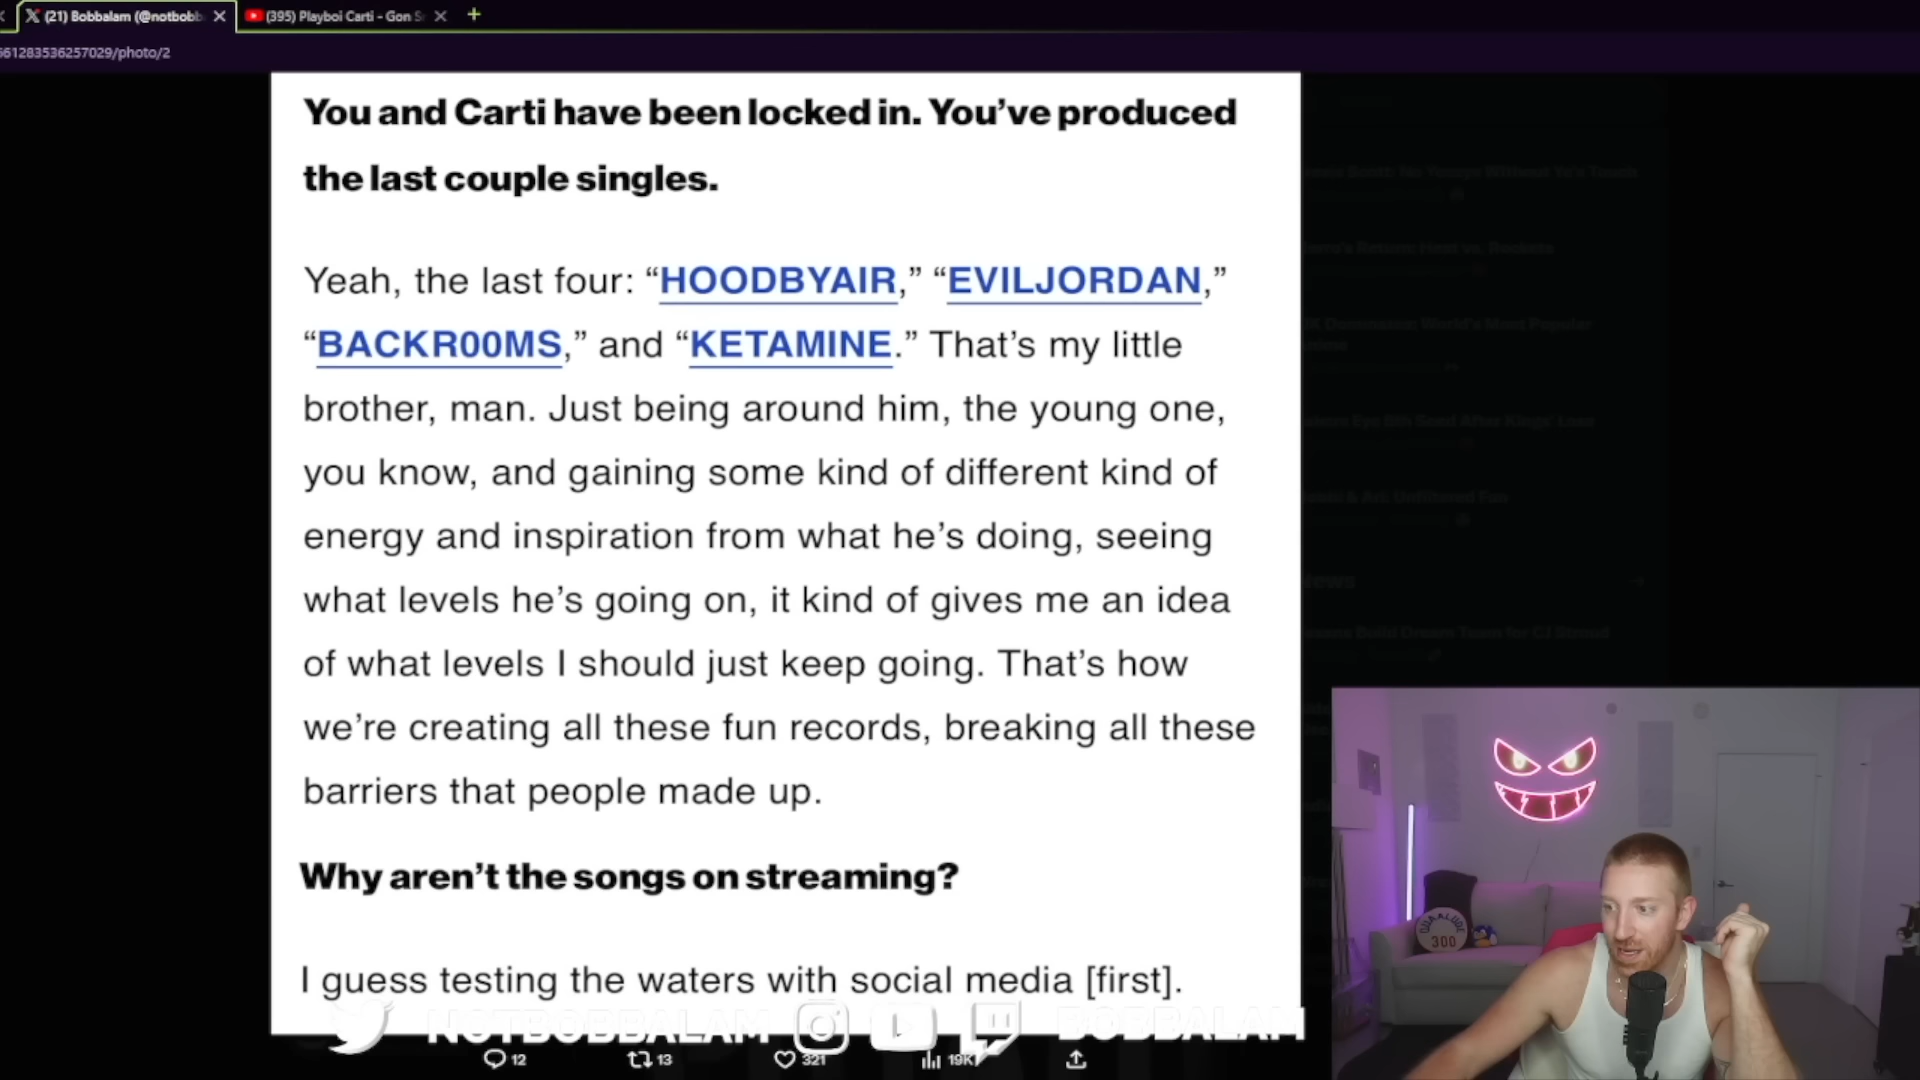 (21) Bobbalam (@notbobb
(395) Playboi Carti - Gon S
661283536257029/photo/2
You and Carti have been locked in. You’ve produced
the last couple singles.
Yeah, the last four: “HOODBYAIR,” “EVILJORDAN,”
“BACKR00MS,” and “KETAMINE.” That’s my little
brother, man. Just being around him, the young one,
you know, and gaining some kind of different kind of
energy and inspiration from what he’s doing, seeing
what levels he’s going on, it kind of gives me an idea
of what levels I should just keep going. That’s how
we’re creating all these fun records, breaking all these
barriers that people made up.
Why aren’t the songs on streaming?
I guess testing the waters with social media [first].
NOTBOBBALAM BOBBALAM
12 13 321 19K
300